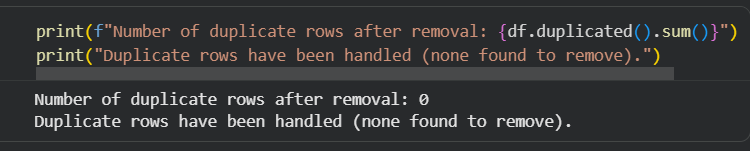 print(f"Number of duplicate rows after removal: {df.duplicated().sum()}")
print("Duplicate rows have been handled (none found to remove).")
Number of duplicate rows after removal: 0
Duplicate rows have been handled (none found to remove).